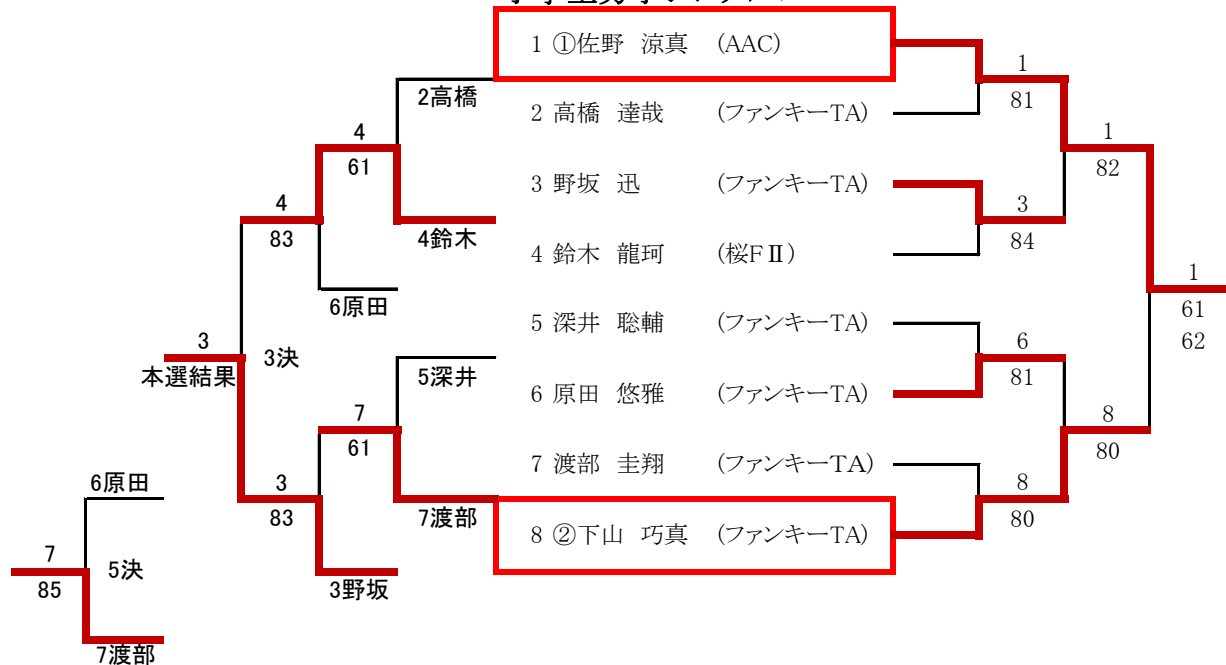 1 ①佐野 涼真 (AAC)
2 高橋 達哉 (ファンキーTA)
3 野坂 迅 (ファンキーTA)
4 鈴木 龍珂 (桜FⅡ)
5 深井 聡輔 (ファンキーTA)
6 原田 悠雅 (ファンキーTA)
7 渡部 圭翔 (ファンキーTA)
8 ②下山 巧真 (ファンキーTA)
1
81
3
84
6
81
8
80
1
82
8
80
1
61
62
2高橋
4
61
4鈴木
4
83
6原田
3
本選結果
3決
5深井
7
61
7渡部
3
83
3野坂
6原田
7
85
5決
7渡部